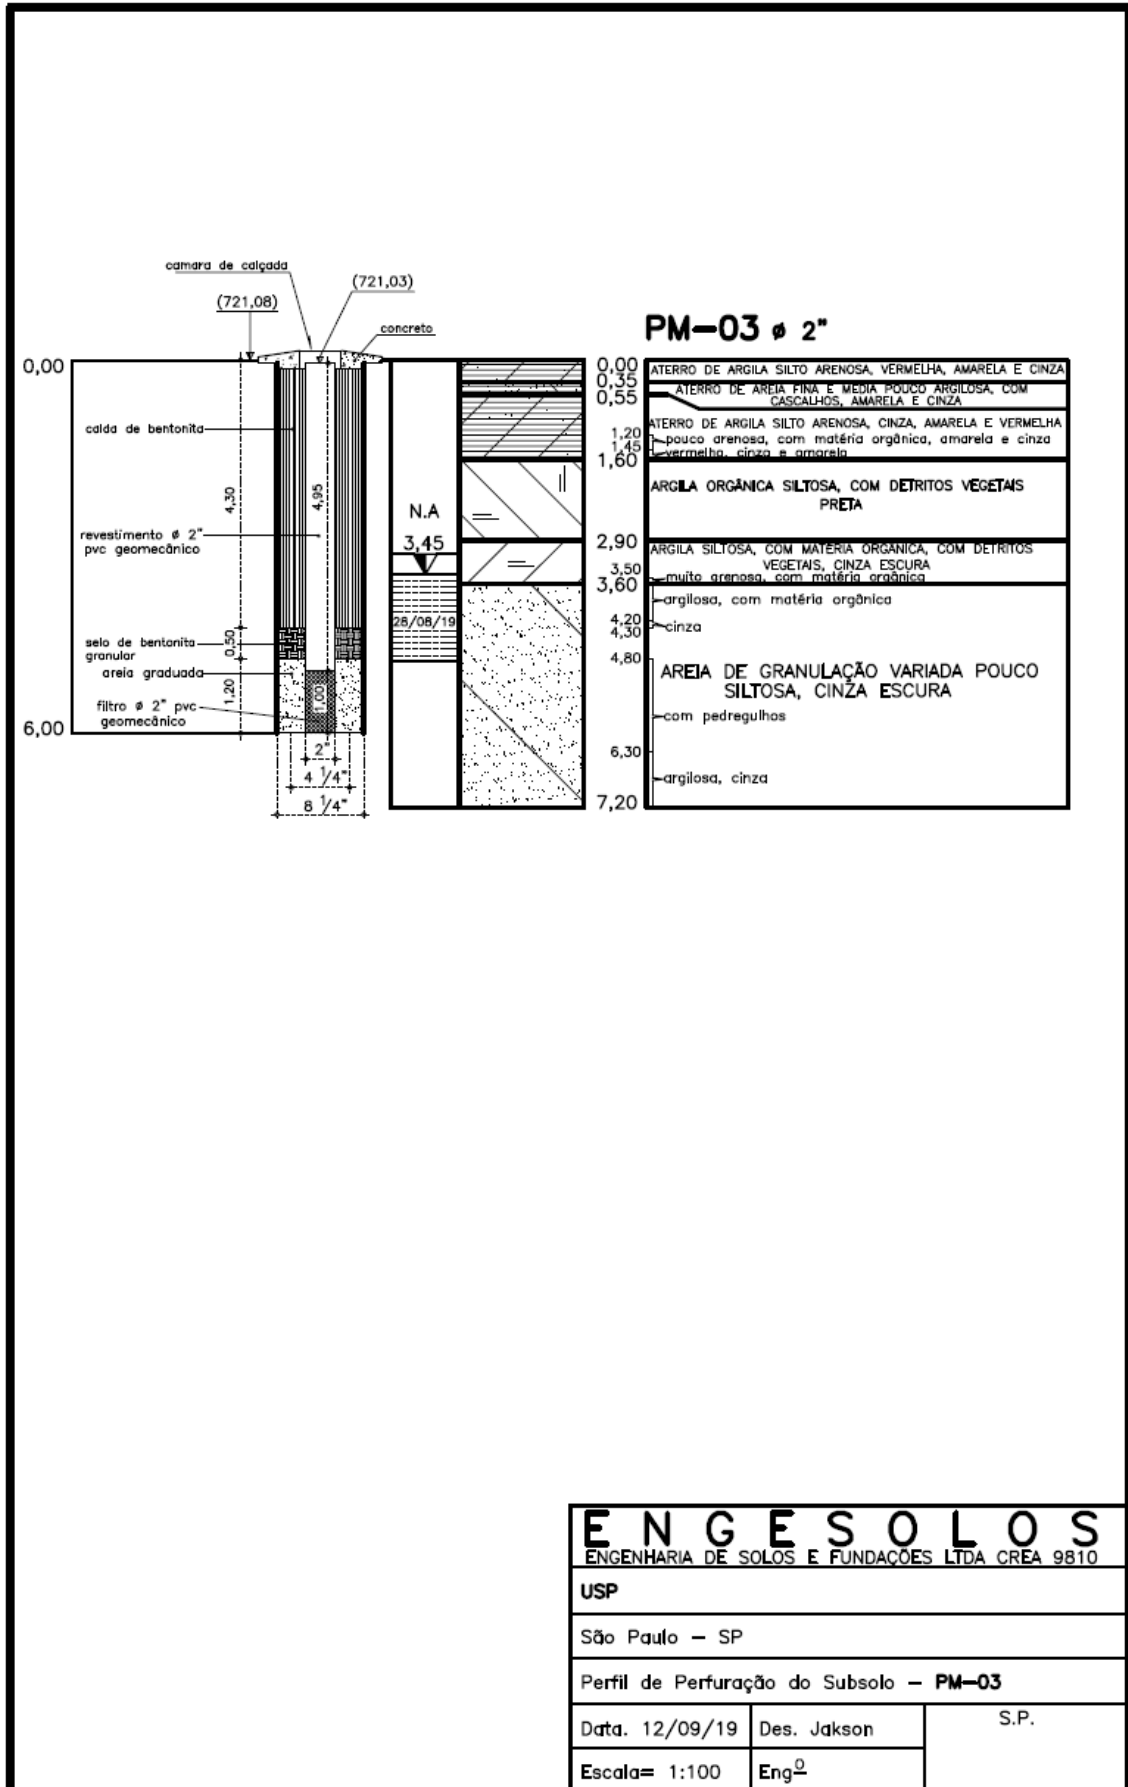 camara de calçada
(721,03)
(721,08)
concreto
PM-03 ø 2"
0,00
0,00
ATERRO DE ARGILA SILTO ARENOSA, VERMELHA, AMARELA E CINZA
0,35
ATERRO DE AREIA FINA E MEDIA POUCO ARGILOSA, COM
0,55
CASCALHOS, AMARELA E CINZA
ATERRO DE ARGILA SILTO ARENOSA, CINZA, AMARELA E VERMELHA
calda de bentonita
1,20
pouco arenosa, com matéria orgânica, amarela e cinza
1,45
vermelha, cinza e amarela
1,60
4,30
4,95
ARGILA ORGÂNICA SILTOSA, COM DETRITOS VEGETAIS
PRETA
N.A
3,45
revestimento ø 2"
pvc geomecânico
2,90
ARGILA SILTOSA, COM MATÉRIA ORGANICA, COM DETRITOS
VEGETAIS, CINZA ESCURA
3,50
muito arenosa, com matéria orgânica
3,60
argilosa, com matéria orgânica
28/08/19
4,20
4,30
cinza
selo de bentonita
granular
0,50
4,80
areia graduada
1,20
AREIA DE GRANULAÇÃO VARIADA POUCO
SILTOSA, CINZA ESCURA
filtro ø 2" pvc
geomecânico
1,00
com pedregulhos
6,00
2"
6,30
4 1/4"
argilosa, cinza
8 1/4"
7,20
ENGESOLOS
ENGENHARIA DE SOLOS E FUNDAÇÕES LTDA CREA 9810
USP
São Paulo - SP
Perfil de Perfuração do Subsolo - PM-03
Data. 12/09/19
Des. Jakson
S.P.
Escala= 1:100
Engº